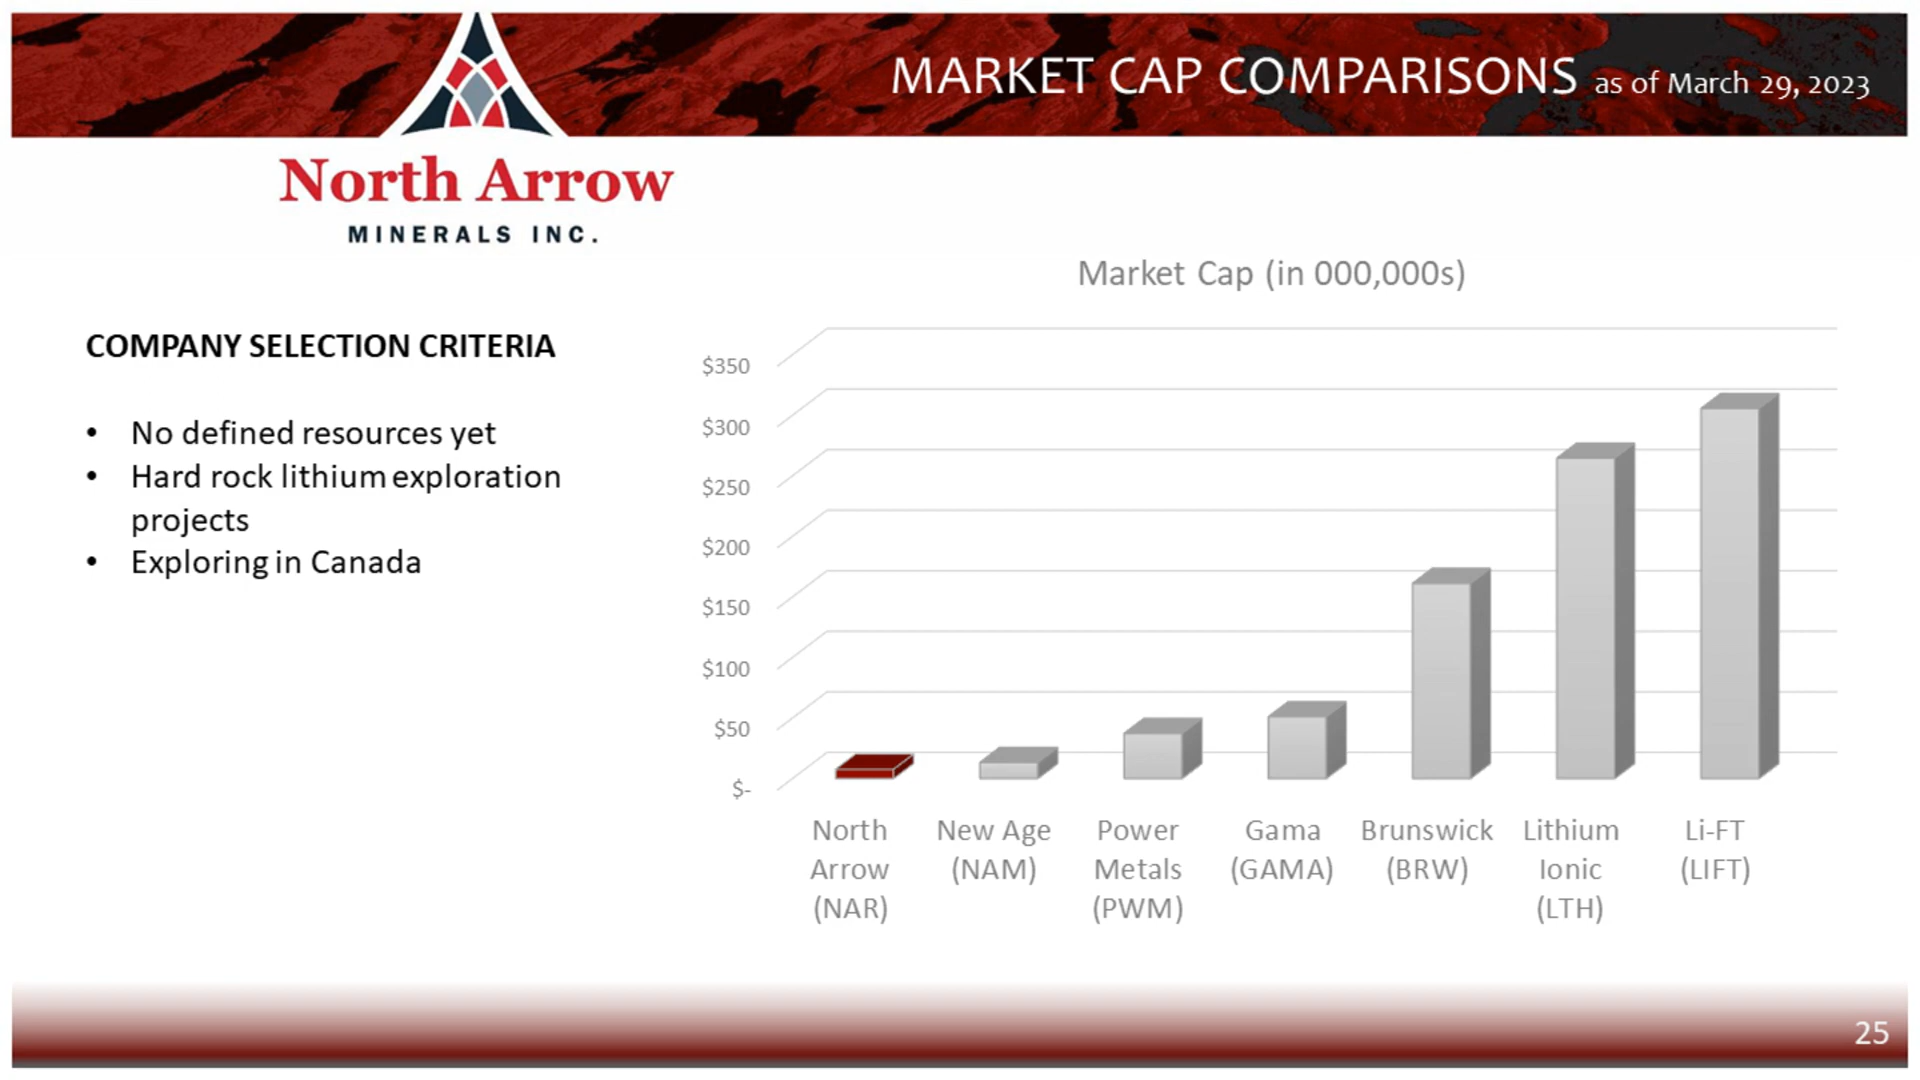 MARKET CAP COMPARISONS as of March 29, 2023
North Arrow
MINERALS INC.
COMPANY SELECTION CRITERIA
• No defined resources yet
• Hard rock lithium exploration
projects
• Exploring in Canada
Market Cap (in 000,000s)
$350
$300
$250
$200
$150
$100
$50
$-
North
Arrow
(NAR)
New Age
(NAM)
Power
Metals
(PWM)
Gama
(GAMA)
Brunswick
(BRW)
Lithium
Ionic
(LTH)
Li-FT
(LIFT)
25